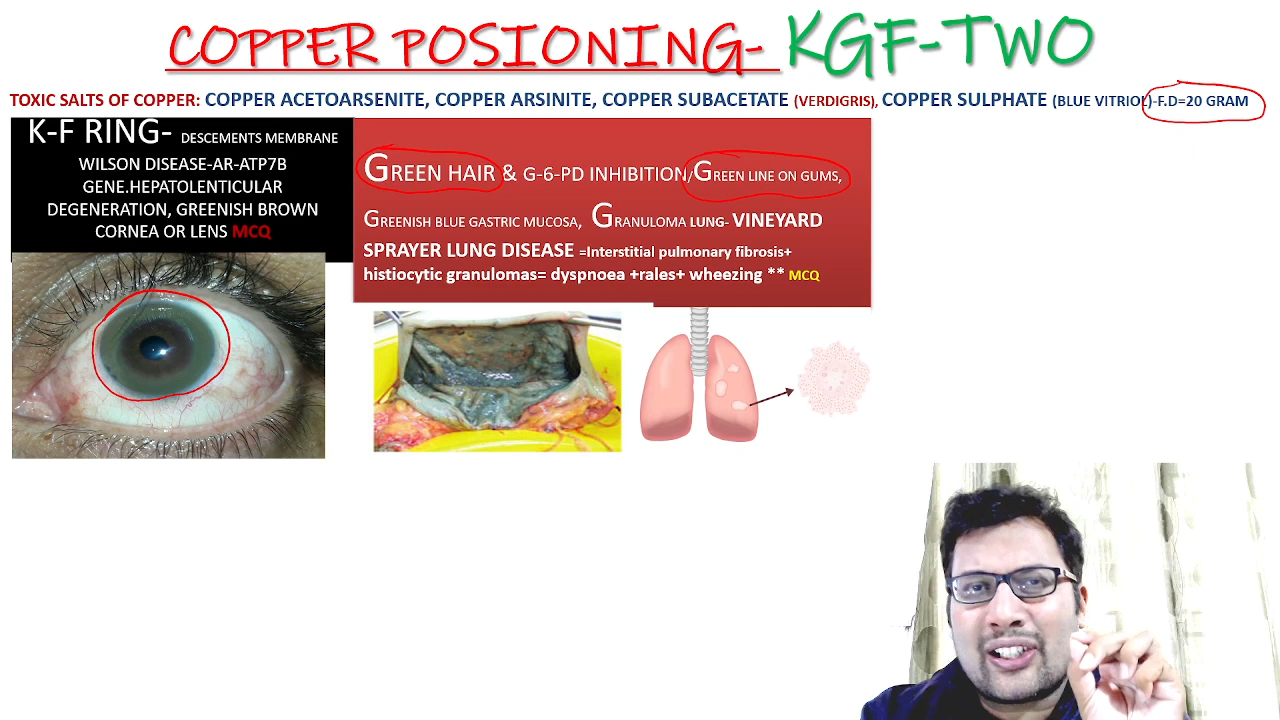 COPPER POSIONING- KGF-TWO
TOXIC SALTS OF COPPER: COPPER ACETOARSENITE, COPPER ARSINITE, COPPER SUBACETATE (VERDIGRIS), COPPER SULPHATE (BLUE VITRIOL)-F.D=20 GRAM
K-F RING- DESCEMENTS MEMBRANE
WILSON DISEASE-AR-ATP7B
GENE.HEPATOLENTICULAR
DEGENERATION, GREENISH BROWN
CORNEA OR LENS MCQ
GREEN HAIR & G-6-PD INHIBITION/GREEN LINE ON GUMS,
GREENISH BLUE GASTRIC MUCOSA, GRANULOMA LUNG- VINEYARD
SPRAYER LUNG DISEASE =Interstitial pulmonary fibrosis+
histiocytic granulomas= dyspnoea +rales+ wheezing ** MCQ